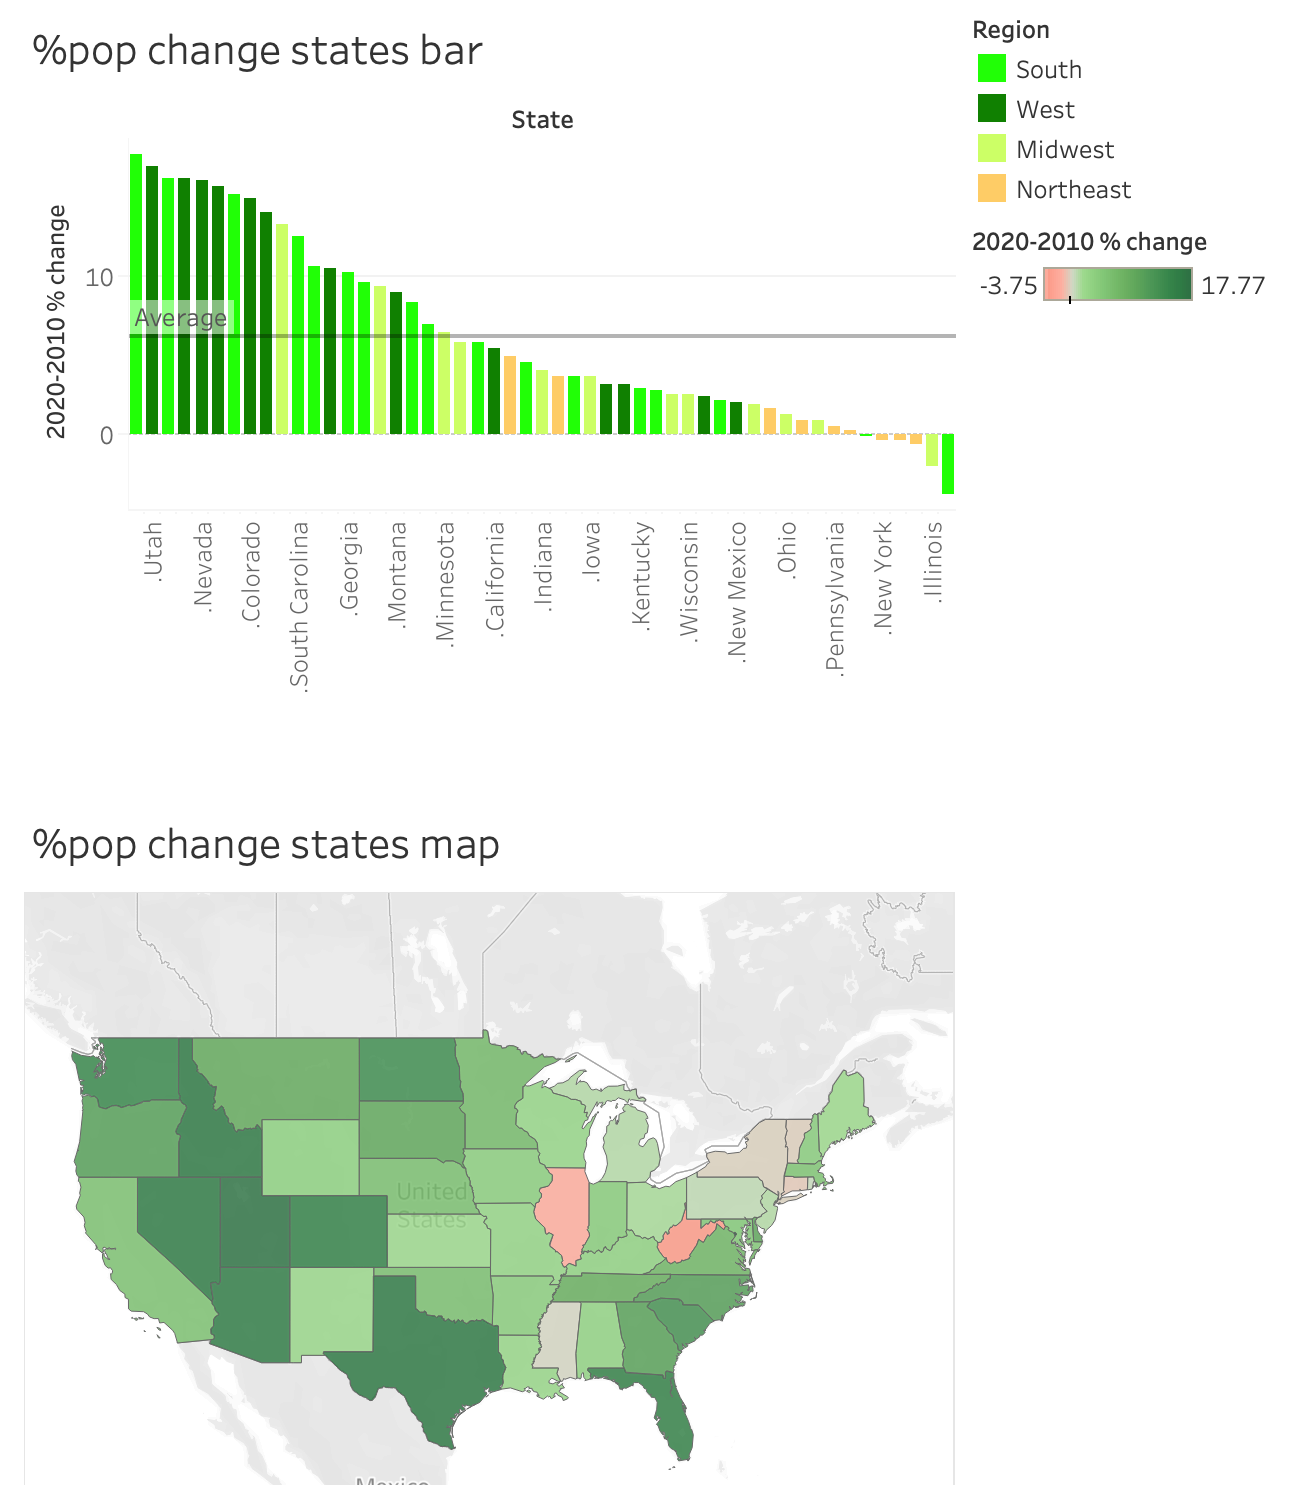 %pop change states bar
State
2020-2010 % change
10
Average
0
.Utah
.Nevada
.Colorado
.South Carolina
.Georgia
.Montana
.Minnesota
.California
.Indiana
.Iowa
.Kentucky
.Wisconsin
.New Mexico
.Ohio
.Pennsylvania
.New York
.Illinois
Region
South
West
Midwest
Northeast
2020-2010 % change
-3.75
17.77
%pop change states map
United
States
Mexico